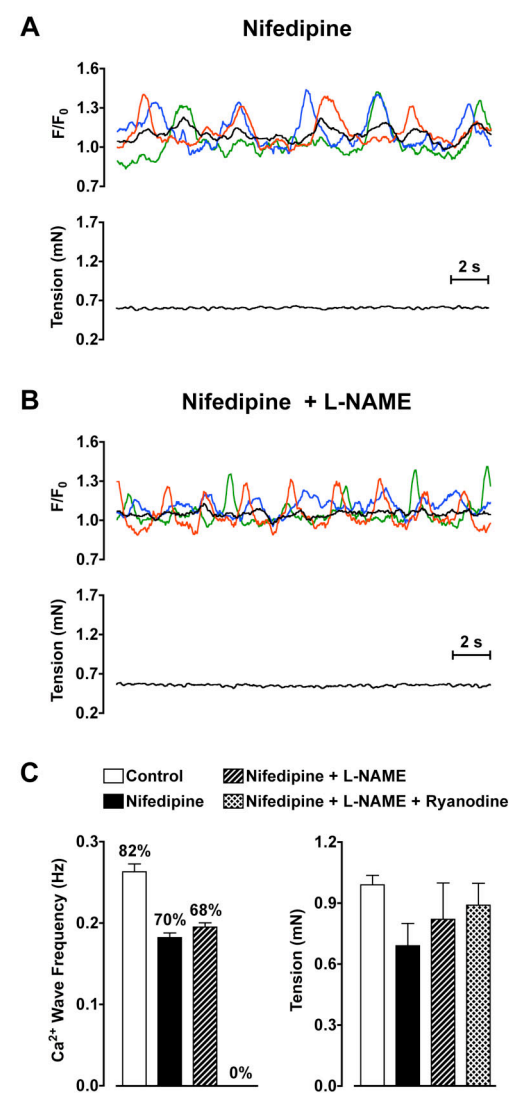 A
Nifedipine
1.6
1.3
1.0
0.7
F/F0
1.7
1.2
0.7
0.2
Tension (mN)
2 s
B
Nifedipine + L-NAME
1.6
1.3
1.0
0.7
F/F0
1.7
1.2
0.7
0.2
Tension (mN)
2 s
C
Control
Nifedipine + L-NAME
Nifedipine
Nifedipine + L-NAME + Ryanodine
0.3
0.2
0.1
0.0
Ca2+ Wave Frequency (Hz)
82%
70%
68%
0%
1.2
0.9
0.6
0.3
0.0
Tension (mN)